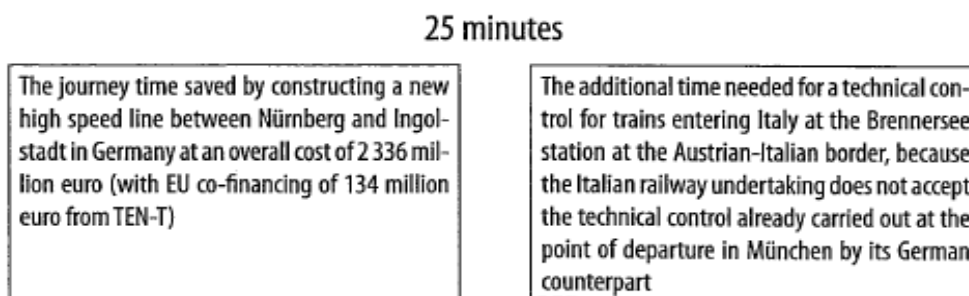 25 minutes
The journey time saved by constructing a new
high speed line between Nürnberg and Ingol-
stadt in Germany at an overall cost of 2 336 mil-
lion euro (with EU co-financing of 134 million
euro from TEN-T)
The additional time needed for a technical con-
trol for trains entering Italy at the Brennersee
station at the Austrian-Italian border, because
the Italian railway undertaking does not accept
the technical control already carried out at the
point of departure in München by its German
counterpart